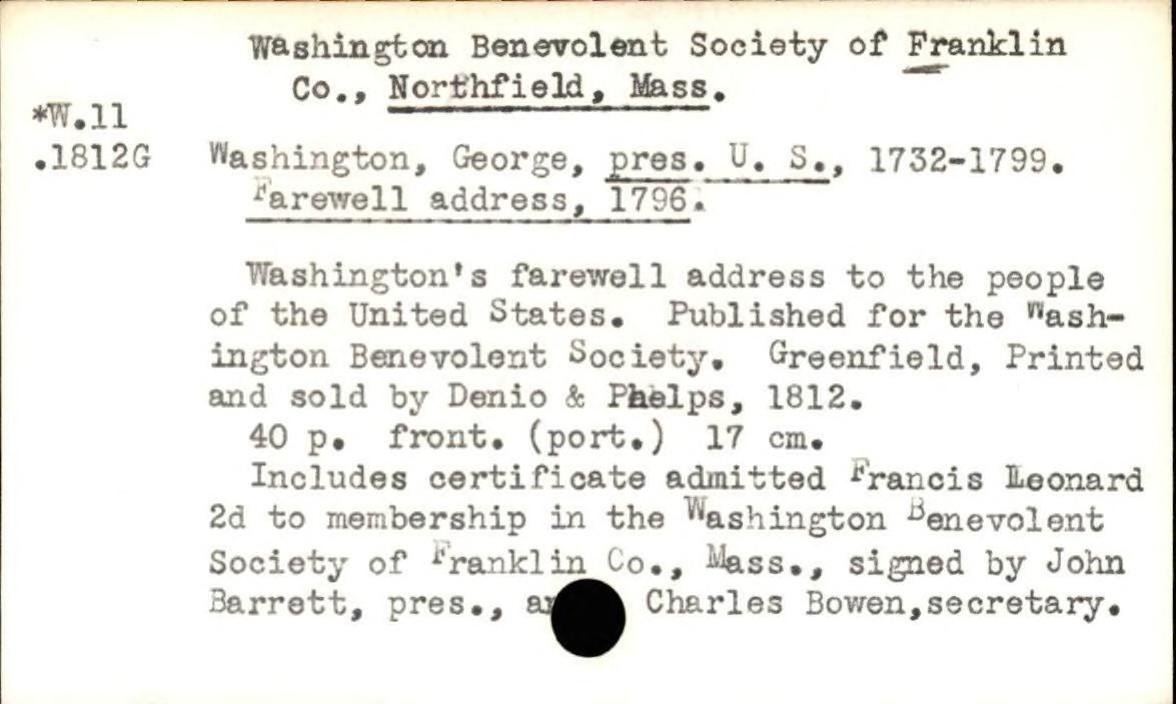 Washington Benevolent Society of Franklin
Co., Northfield, Mass.
*W.11
.1812G
Washington, George, pres. U. S., 1732-1799.
Farewell address, 1796.
Washington's farewell address to the people
of the United States. Published for the Wash-
ington Benevolent Society. Greenfield, Printed
and sold by Denio & Phelps, 1812.
40 p. front. (port.) 17 cm.
Includes certificate admitted Francis Leonard
2d to membership in the Washington Benevolent
Society of Franklin Co., Mass., signed by John
Barrett, pres., Charles Bowen,secretary.